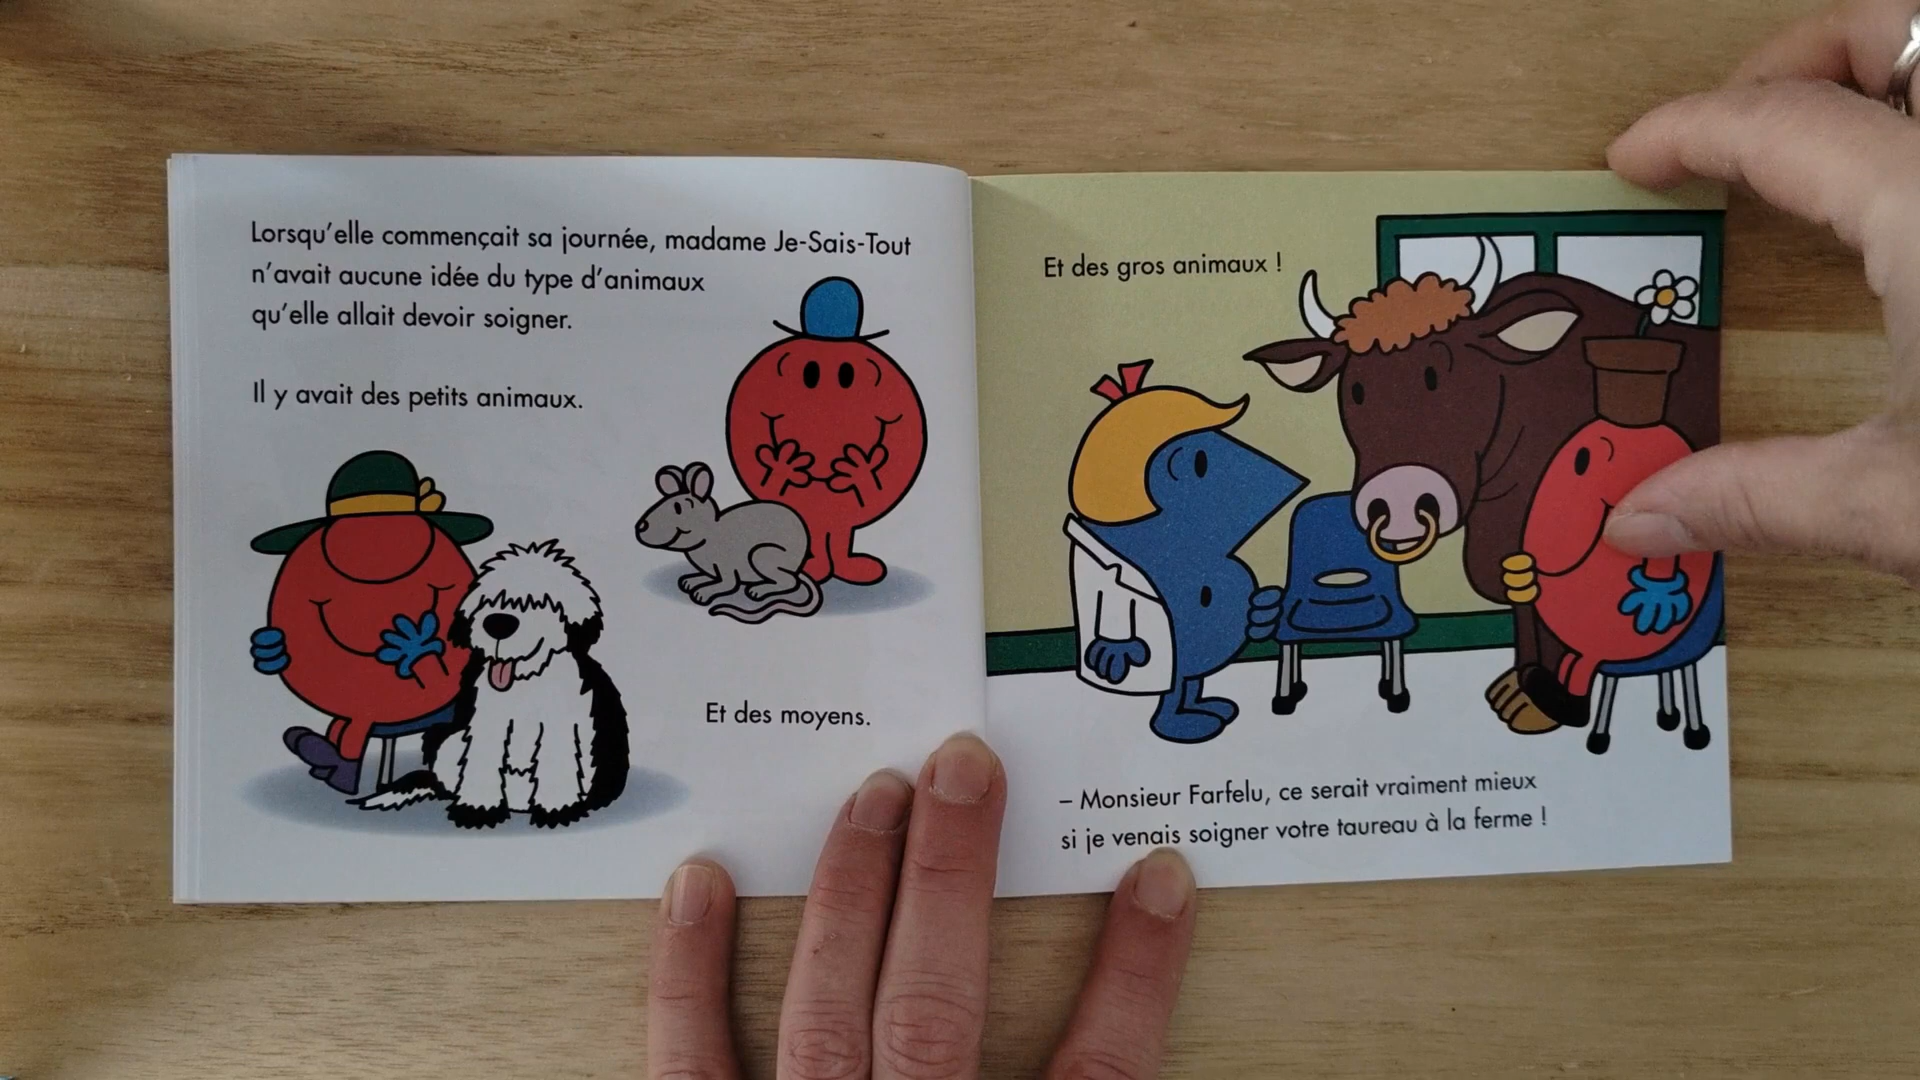 Lorsqu'elle commençait sa journée, madame Je-Sais-Tout
n'avait aucune idée du type d'animaux
qu'elle allait devoir soigner.
Il y avait des petits animaux.
Et des moyens.
Et des gros animaux !
– Monsieur Farfelu, ce serait vraiment mieux
si je venais soigner votre taureau à la ferme !